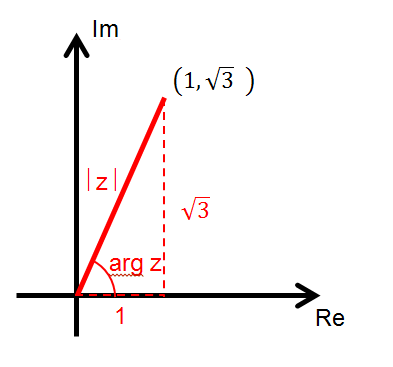 Im
(1, √3 )
|z|
√3
arg z
1
Re